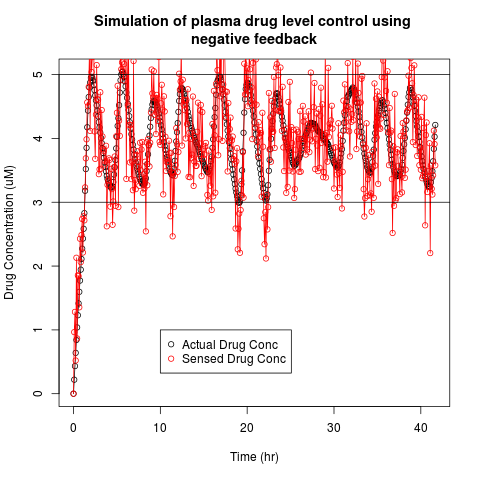 Simulation of plasma drug level control using
negative feedback
Drug Concentration (uM)
5
4
3
2
1
0
Actual Drug Conc
Sensed Drug Conc
0 10 20 30 40
Time (hr)